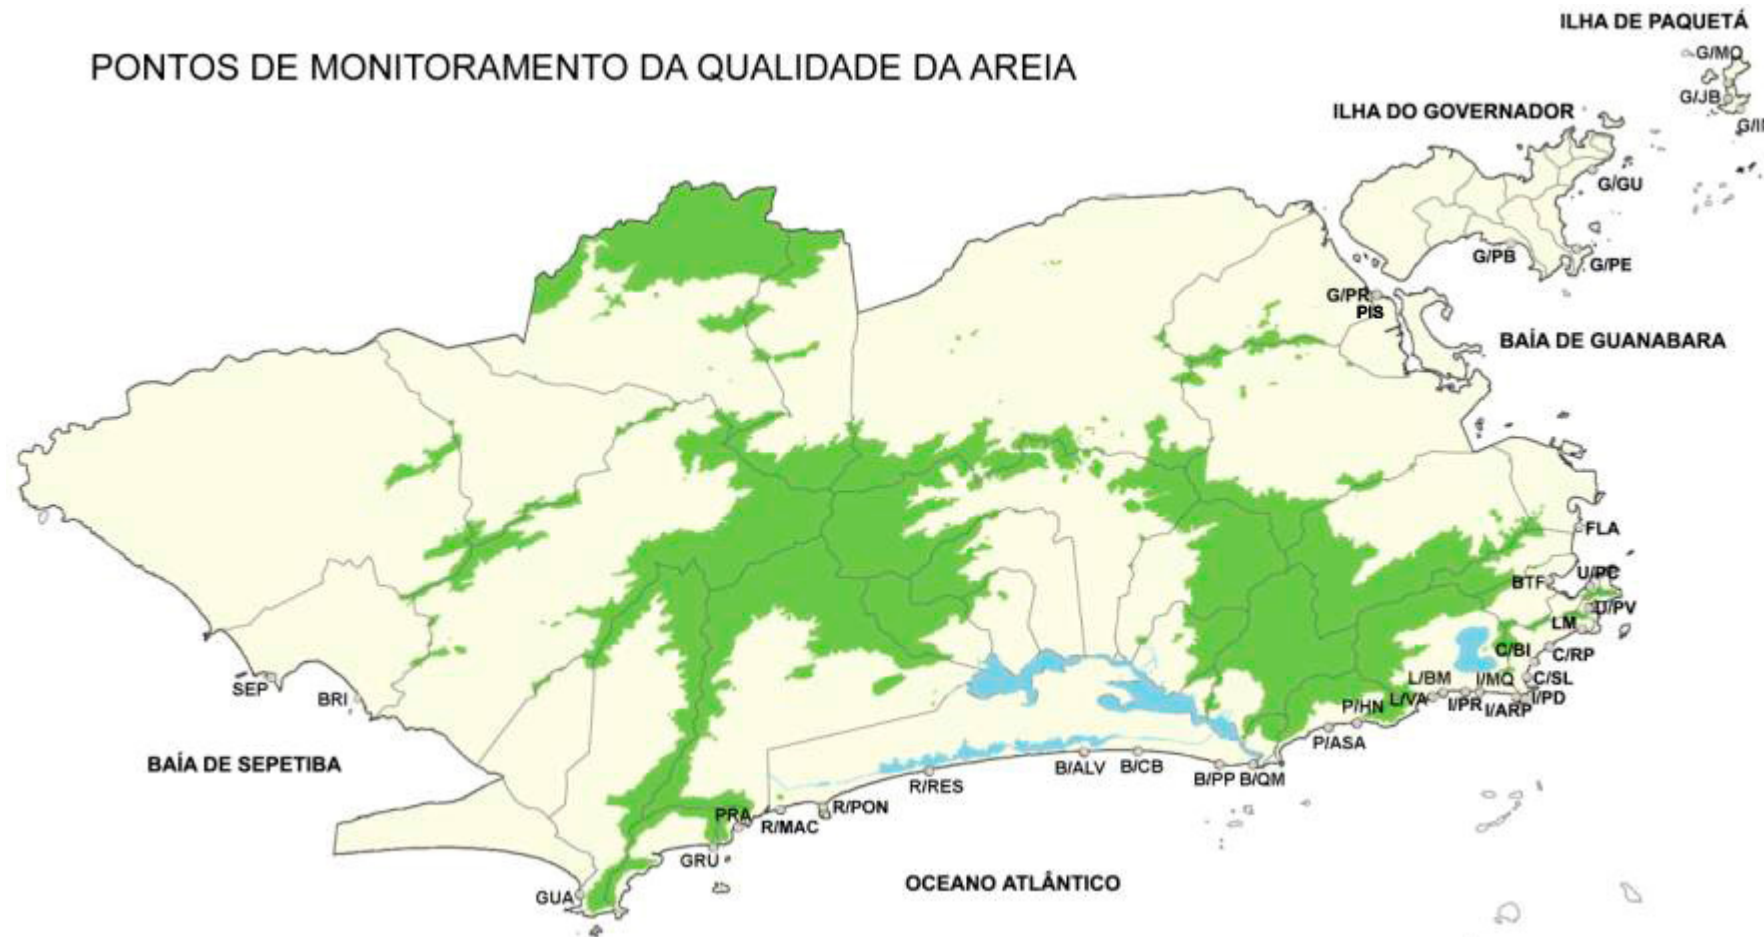 ILHA DE PAQUETÁ
G/MO
PONTOS DE MONITORAMENTO DA QUALIDADE DA AREIA
G/JB
ILHA DO GOVERNADOR
G/GU
G/PB
G/PE
G/PR
PIS
BAÍA DE GUANABARA
FLA
BTF
U/PV
LM
C/BI
C/RP
L/BM
I/MQ
C/SL
SEP
BRI
P/HN
L/VA
I/PR
I/ARP
I/PD
P/ASA
BAÍA DE SEPETIBA
B/ALV
B/CB
B/PP
B/QM
R/RES
PRA
R/MAC
R/PON
GRU
OCEANO ATLÂNTICO
GUA